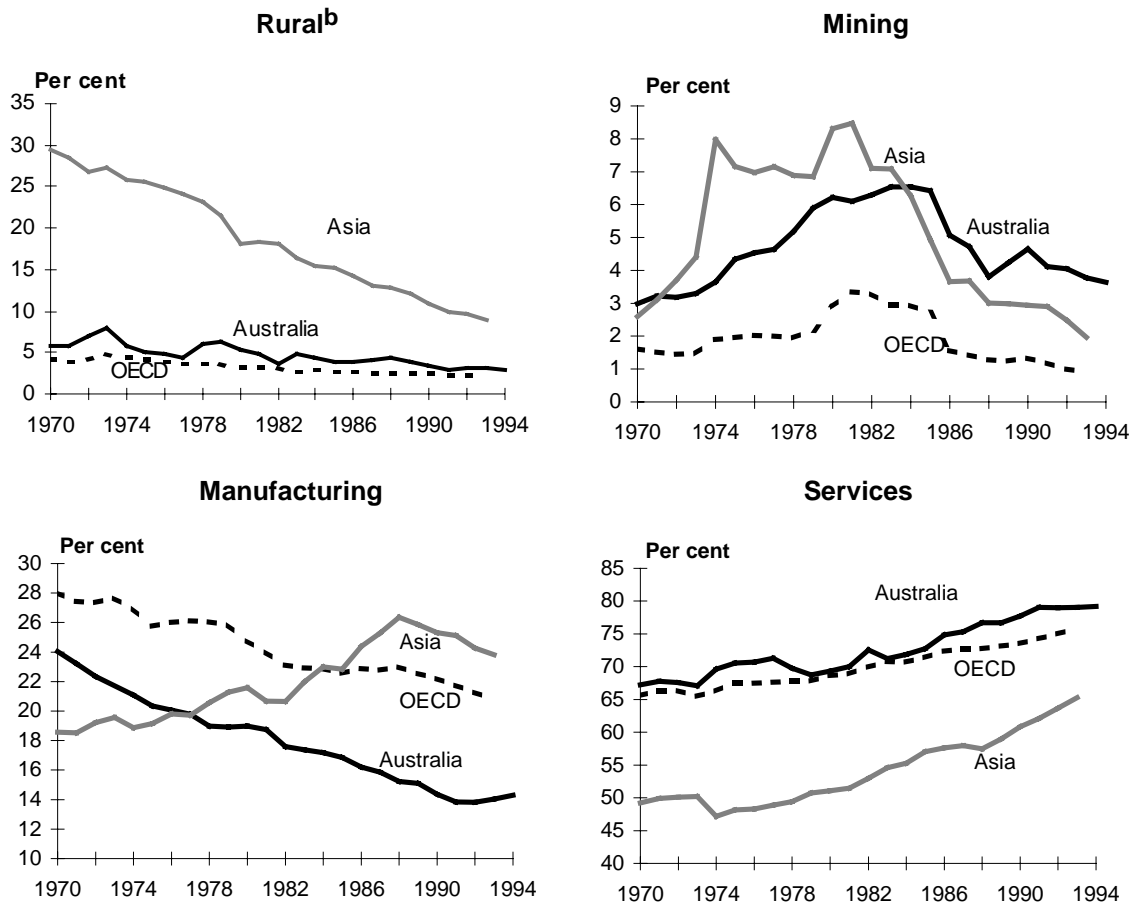 Ruralb
Per cent
35
30
25
20
15
10
5
0
Asia
Australia
OECD
1970 1974 1978 1982 1986 1990 1994
Mining
Per cent
9
8
7
6
5
4
3
2
1
0
Asia
Australia
OECD
1970 1974 1978 1982 1986 1990 1994
Manufacturing
Per cent
30
28
26
24
22
20
18
16
14
12
10
Asia
OECD
Australia
1970 1974 1978 1982 1986 1990 1994
Services
Per cent
85
80
75
70
65
60
55
50
45
40
Australia
OECD
Asia
1970 1974 1978 1982 1986 1990 1994